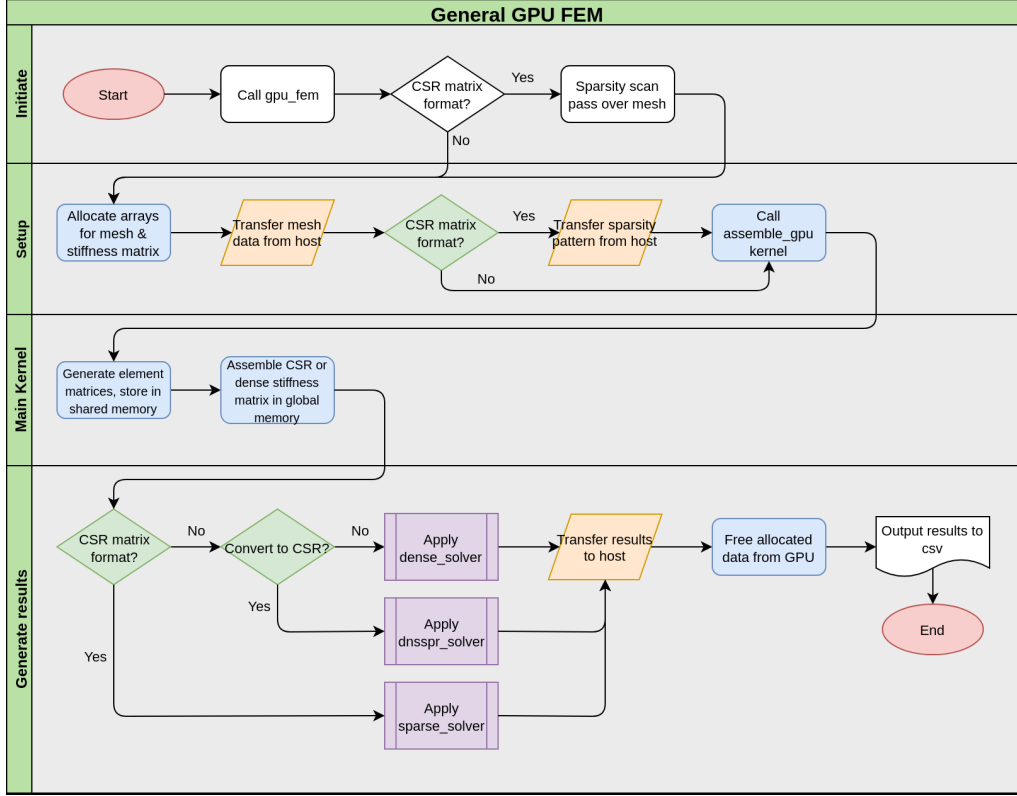 General GPU FEM
Initiate
Start
Call gpu_fem
CSR matrix
format?
Yes
No
Sparsity scan
pass over mesh
Setup
Allocate arrays
for mesh &
stiffness matrix
Transfer mesh
data from host
CSR matrix
format?
Yes
No
Transfer sparsity
pattern from host
Call
assemble_gpu
kernel
Main Kernel
Generate element
matrices, store in
shared memory
Assemble CSR or
dense stiffness
matrix in global
memory
Generate results
CSR matrix
format?
No
Yes
Convert to CSR?
No
Yes
Apply
dense_solver
Apply
dnsspr_solver
Apply
sparse_solver
Transfer results
to host
Free allocated
data from GPU
Output results to
csv
End